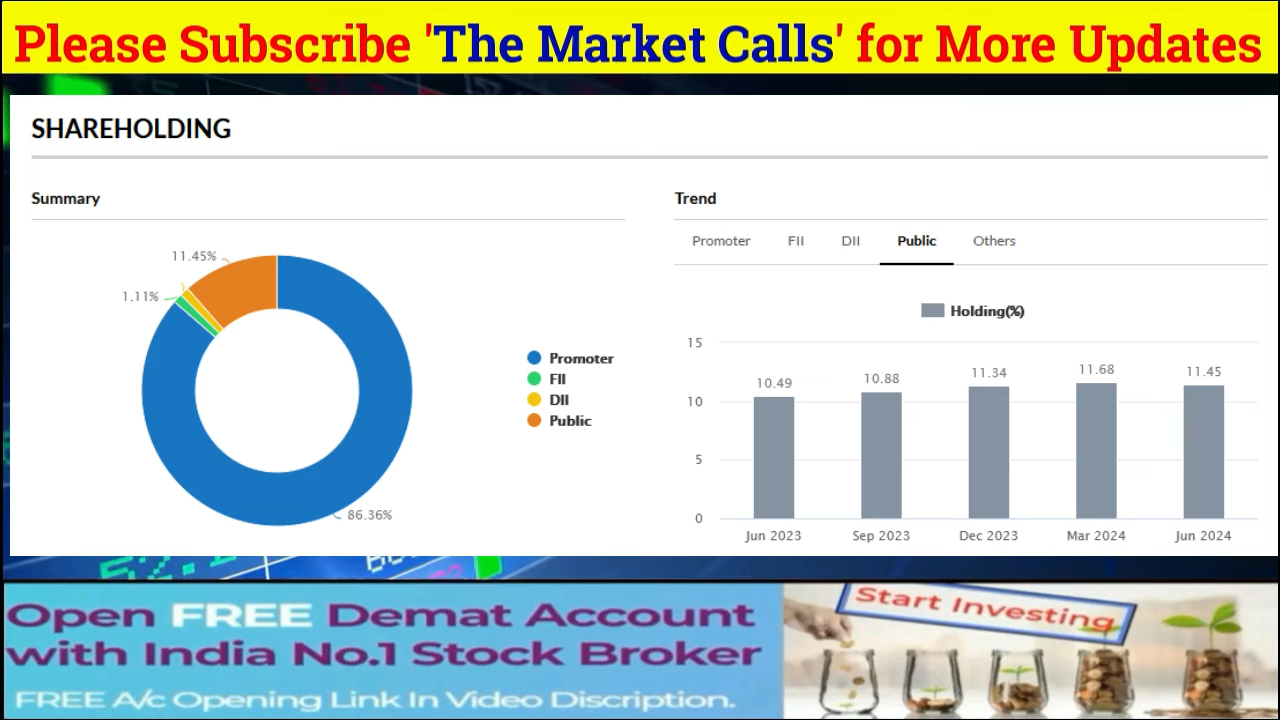 Please Subscribe 'The Market Calls' for More Updates
SHAREHOLDING
Summary
11.45%
1.11%
86.36%
Promoter
FII
DII
Public
Trend
Promoter FII DII Public Others
Holding(%)
15
10
5
0
10.49
10.88
11.34
11.68
11.45
Jun 2023 Sep 2023 Dec 2023 Mar 2024 Jun 2024
Open FREE Demat Account
with India No.1 Stock Broker
FREE A/c Opening Link In Video Discription.
Start Investing